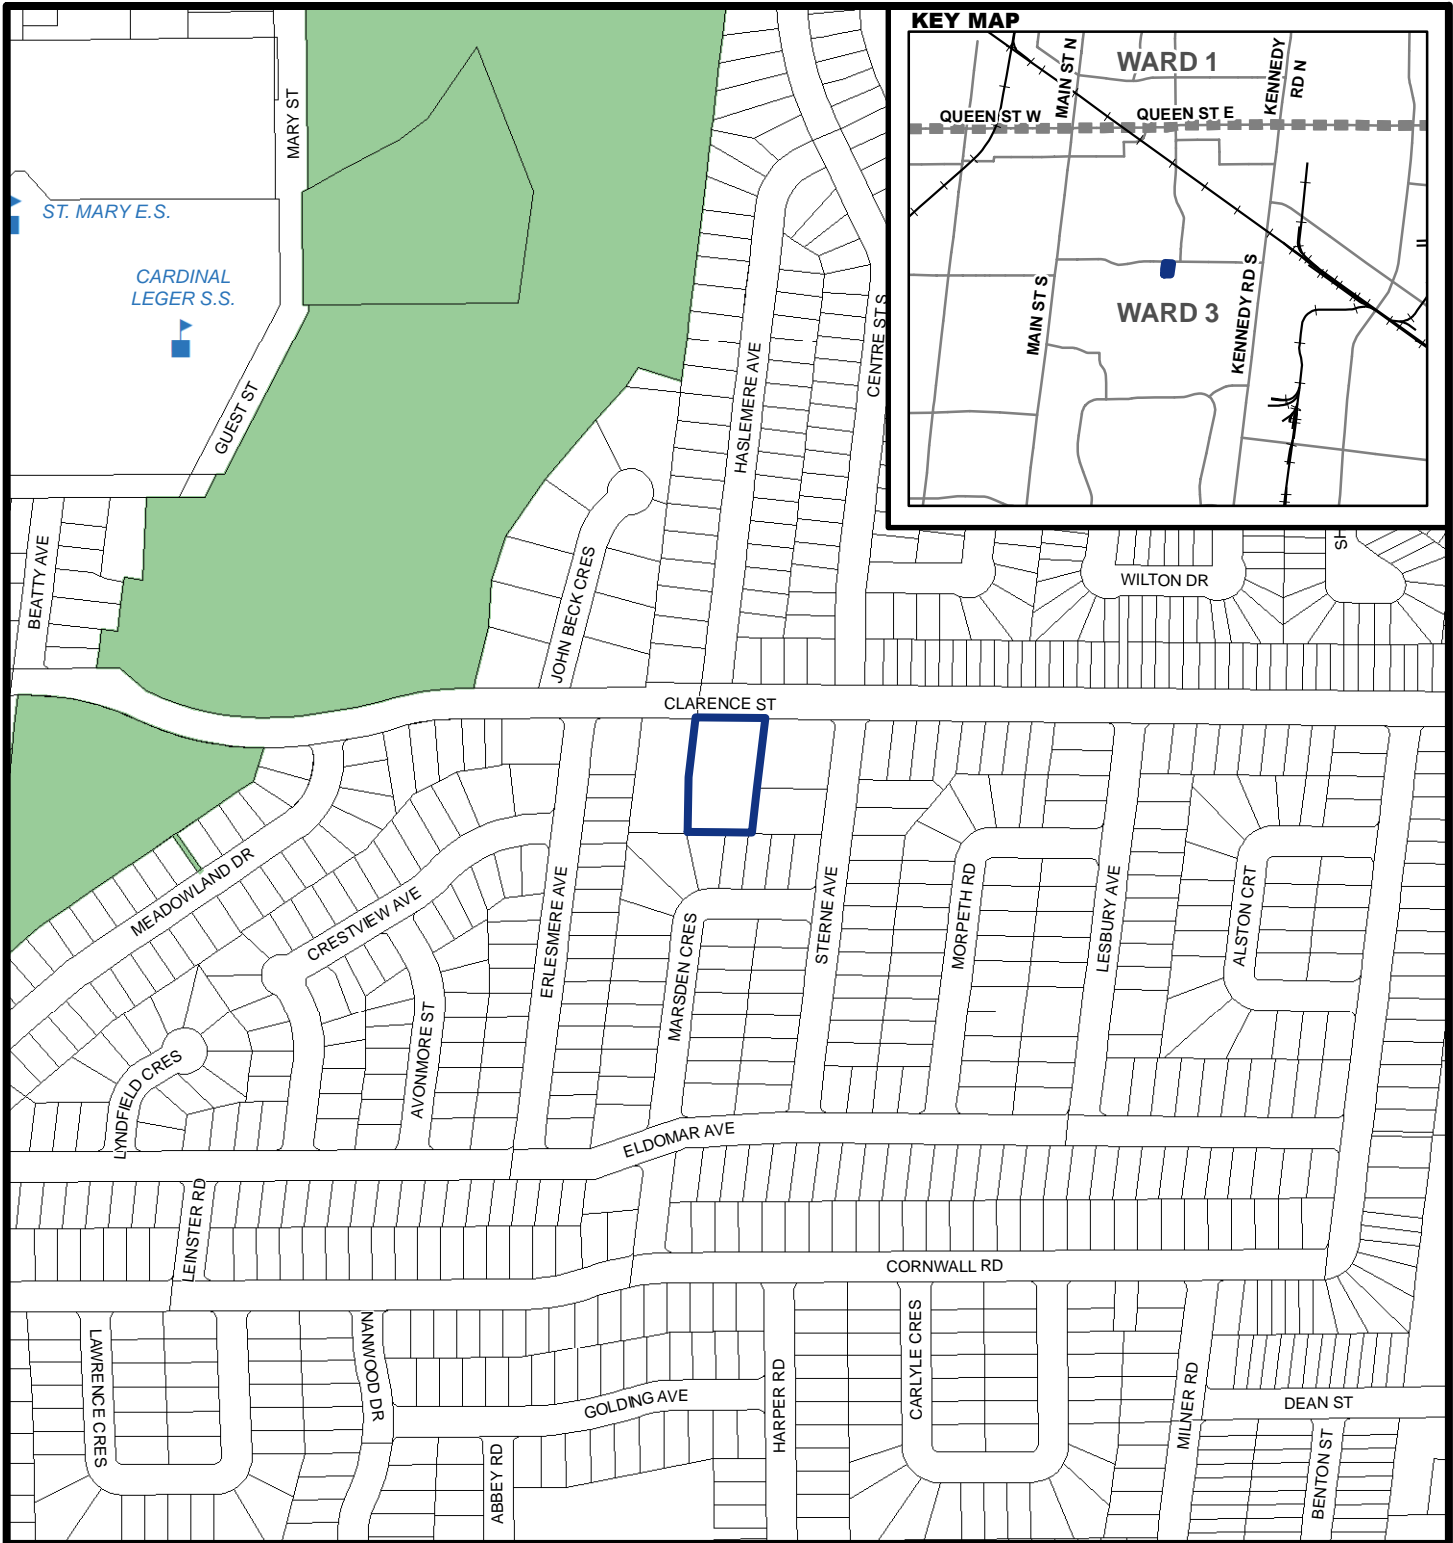 KEY MAP
WARD 1
MAIN ST N
KENNEDY
RD N
QUEEN ST W
QUEEN ST E
MAIN ST S
KENNEDY RD S
WARD 3
MARY ST
ST. MARY E.S.
CARDINAL
LEGER S.S.
GUEST ST
HASLEMERE AVE
CENTRE ST S
BEATTY AVE
JOHN BECK CRES
WILTON DR
SH
CLARENCE ST
MEADOWLAND DR
CRESTVIEW AVE
ERLESMERE AVE
MARSDEN CRES
STERNE AVE
MORPETH RD
LESBURY AVE
ALSTON CRT
AVONMORE ST
LYNDFIELD CRES
ELDOMAR AVE
LEINSTER RD
CORNWALL RD
LAWRENCE CRES
NANWOOD DR
GOLDING AVE
HARPER RD
CARLYLE CRES
MILNER RD
DEAN ST
ABBEY RD
BENTON ST